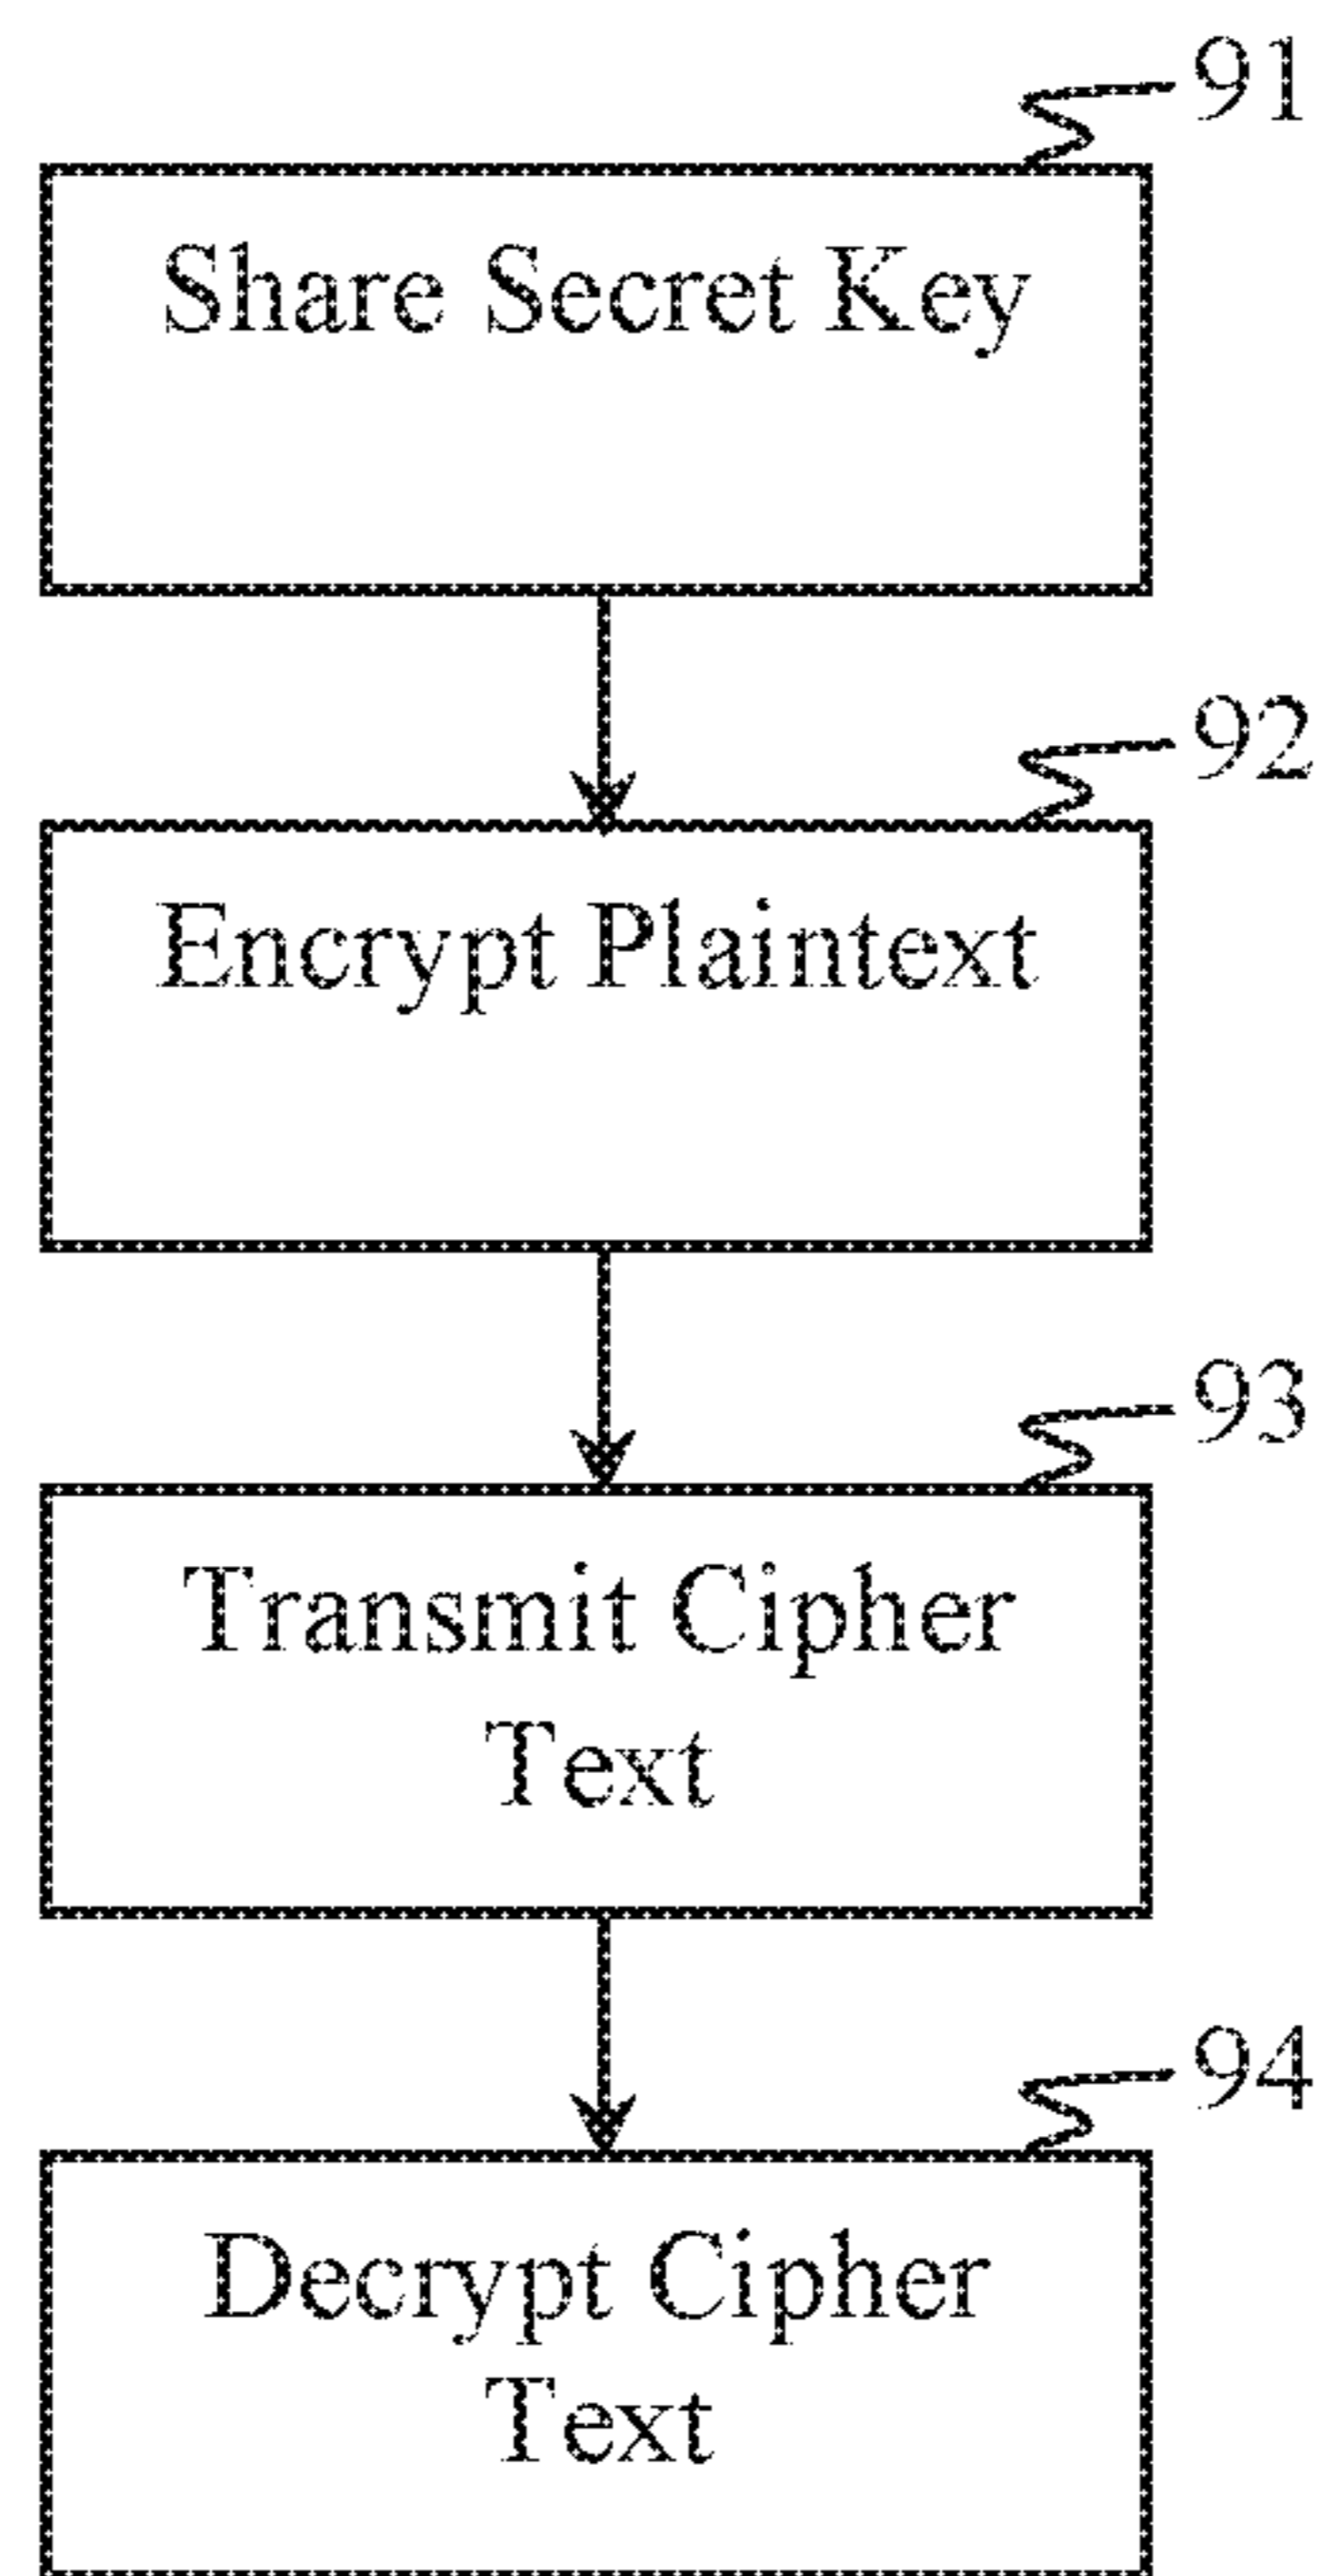 91
Share Secret Key
92
Encrypt Plaintext
93
Transmit Cipher
Text
94
Decrypt Cipher
Text